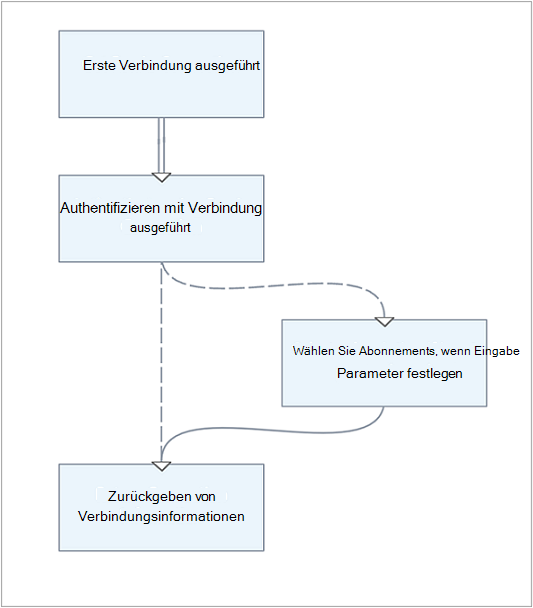 Erste Verbindung ausgeführt
Authentifizieren mit Verbindung
ausgeführt
Wählen Sie Abonnements, wenn Eingabe
Parameter festlegen
Zurückgeben von
Verbindungsinformationen